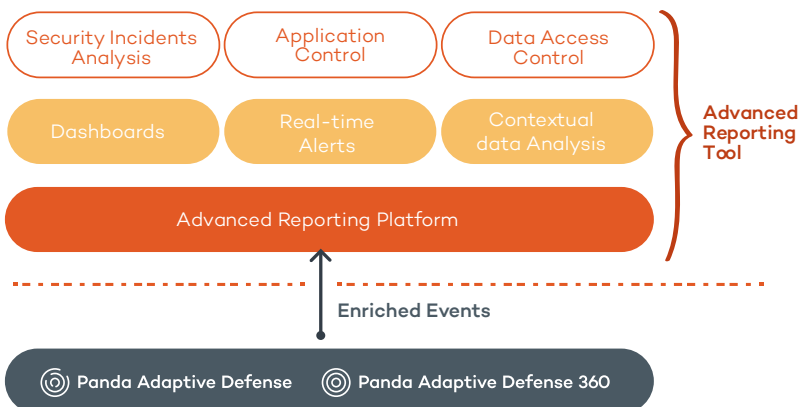 Security Incidents
Analysis
Application
Control
Data Access
Control
Dashboards
Real-time
Alerts
Contextual
data Analysis
Advanced
Reporting
Tool
Advanced Reporting Platform
Enriched Events
Panda Adaptive Defense
Panda Adaptive Defense 360